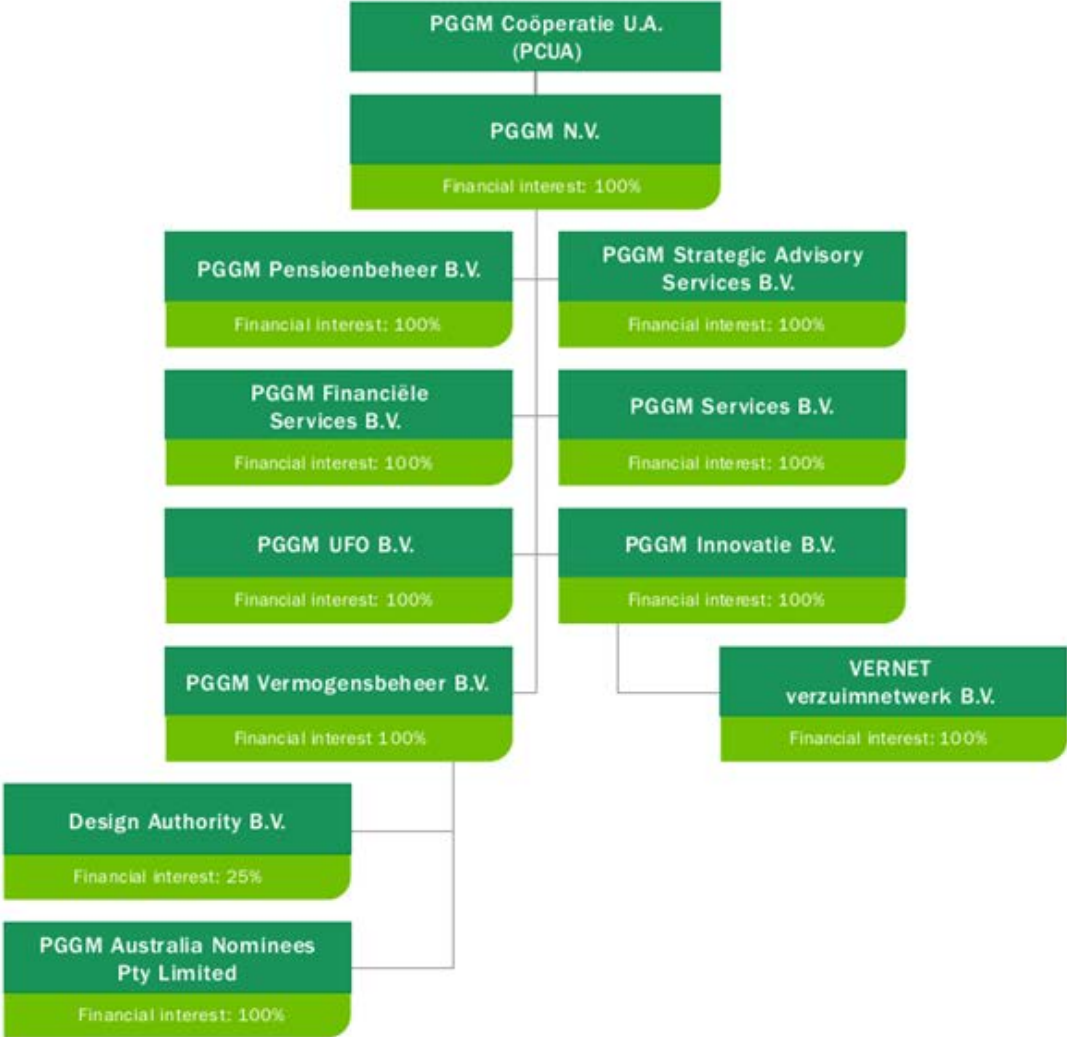 PGGM Coöperatie U.A.
(PCUA)
PGGM N.V.
Financial interest: 100%
PGGM Pensioenbeheer B.V.
Financial interest: 100%
PGGM Strategic Advisory
Services B.V.
Financial interest: 100%
PGGM Financiële
Services B.V.
Financial interest: 100%
PGGM Services B.V.
Financial interest: 100%
PGGM UFO B.V.
Financial interest: 100%
PGGM Innovatie B.V.
Financial interest: 100%
PGGM Vermogensbeheer B.V.
Financial interest 100%
VERNET
verzuimnetwerk B.V.
Financial interest: 100%
Design Authority B.V.
Financial interest: 25%
PGGM Australia Nominees
Pty Limited
Financial interest: 100%